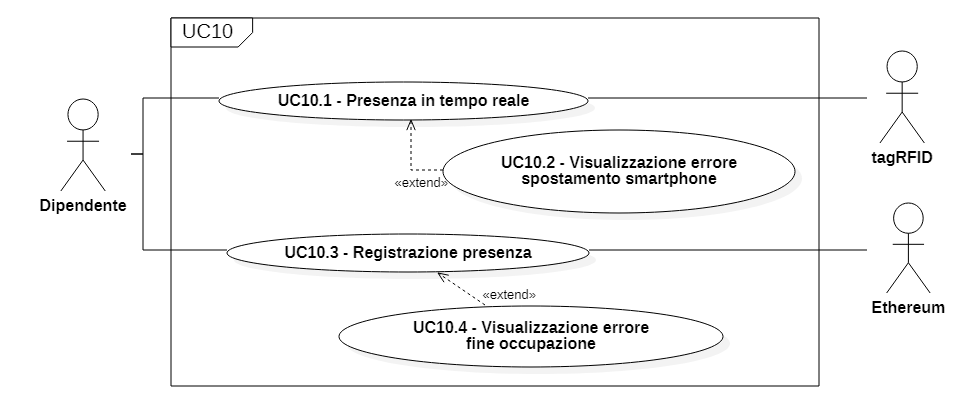 UC10
UC10.1 - Presenza in tempo reale
tagRFID
UC10.2 - Visualizzazione errore
spostamento smartphone
«extend»
Dipendente
UC10.3 - Registrazione presenza
«extend»
Ethereum
UC10.4 - Visualizzazione errore
fine occupazione